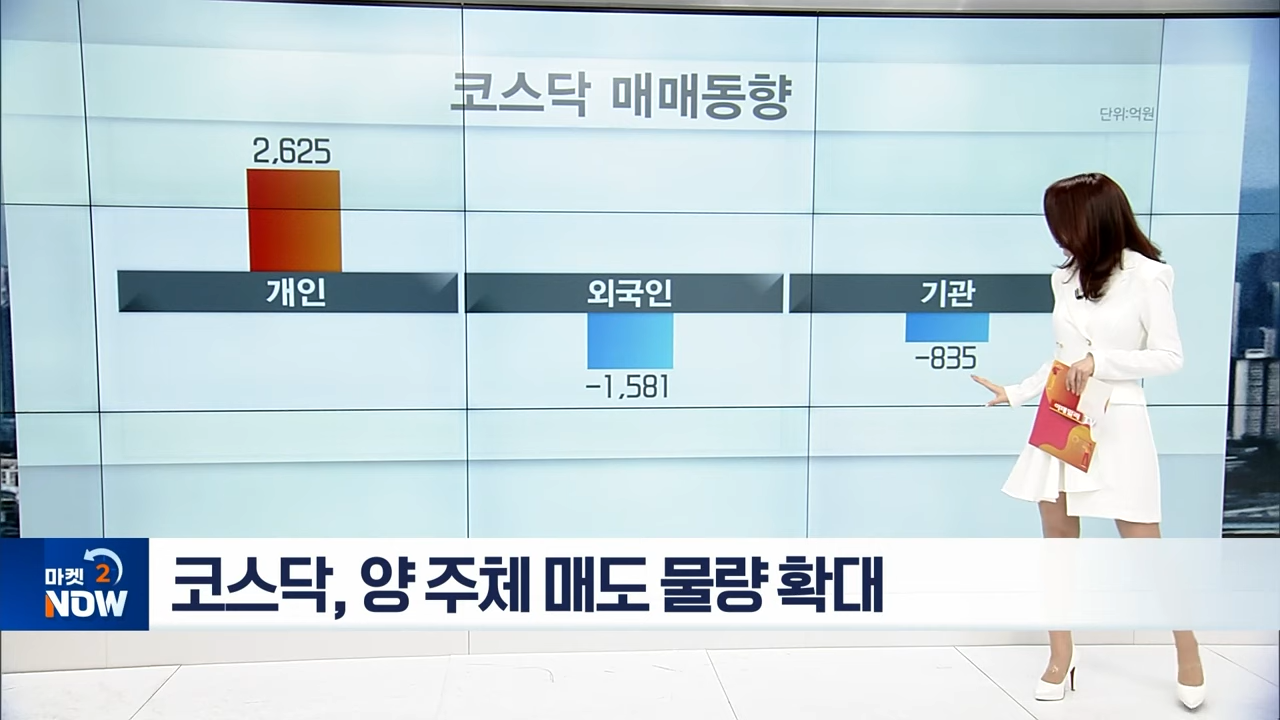 코스닥 매매동향
단위:억원
2,625
개인
외국인
기관
-1,581
-835
마켓 2
NOW
코스닥, 양 주체 매도 물량 확대